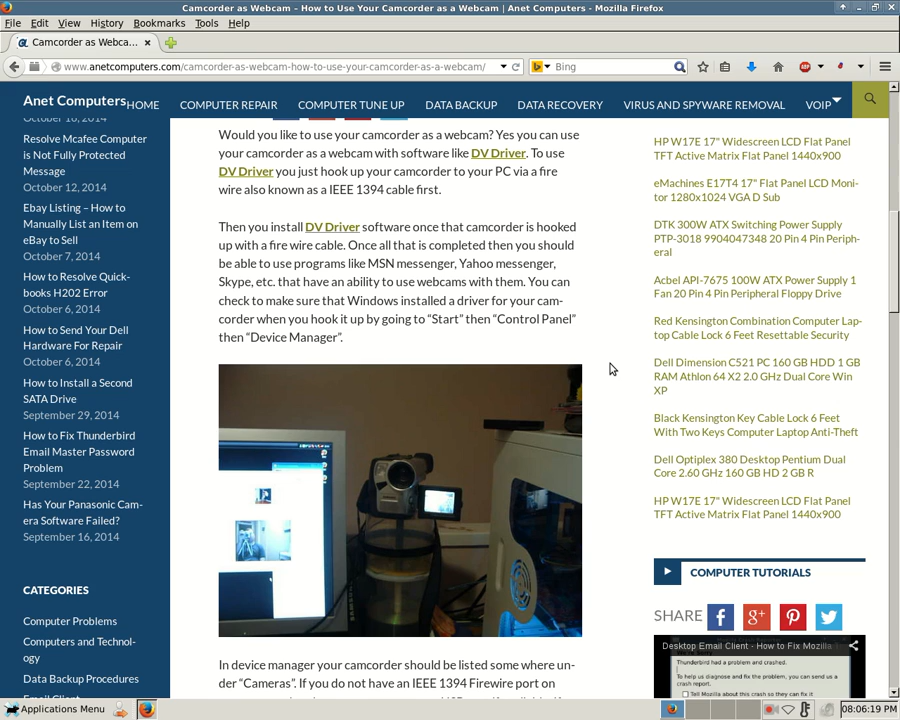 Camcorder as Webcam – How to Use Your Camcorder as a Webcam | Anet Computers - Mozilla Firefox
File Edit View History Bookmarks Tools Help
Camcorder as Webca...
www.anetcomputers.com/camcorder-as-webcam-how-to-use-your-camcorder-as-a-webcam/
Bing
Anet Computers
HOME COMPUTER REPAIR COMPUTER TUNE UP DATA BACKUP DATA RECOVERY VIRUS AND SPYWARE REMOVAL VOIP
October 10, 2014
Resolve Mcafee Computer
is Not Fully Protected
Message
October 12, 2014
Ebay Listing – How to
Manually List an Item on
eBay to Sell
October 7, 2014
How to Resolve Quick-
books H202 Error
October 6, 2014
How to Send Your Dell
Hardware For Repair
October 6, 2014
How to Install a Second
SATA Drive
September 29, 2014
How to Fix Thunderbird
Email Master Password
Problem
September 22, 2014
Has Your Panasonic Cam-
era Software Failed?
September 16, 2014
CATEGORIES
Computer Problems
Computers and Technol-
ogy
Data Backup Procedures
Email Client
Would you like to use your camcorder as a webcam? Yes you can use
your camcorder as a webcam with software like DV Driver. To use
DV Driver you just hook up your camcorder to your PC via a fire
wire also known as a IEEE 1394 cable first.
Then you install DV Driver software once that camcorder is hooked
up with a fire wire cable. Once all that is completed then you should
be able to use programs like MSN messenger, Yahoo messenger,
Skype, etc. that have an ability to use webcams with them. You can
check to make sure that Windows installed a driver for your cam-
corder when you hook it up by going to “Start” then “Control Panel”
then “Device Manager”.
SAMSUNG
In device manager your camcorder should be listed some where un-
der “Cameras”. If you do not have an IEEE 1394 Firewire port on
HP W17E 17" Widescreen LCD Flat Panel
TFT Active Matrix Flat Panel 1440x900
eMachines E17T4 17" Flat Panel LCD Moni-
tor 1280x1024 VGA D Sub
DTK 300W ATX Switching Power Supply
PTP-3018 9904047348 20 Pin 4 Pin Periph-
eral
Acbel API-7675 100W ATX Power Supply 1
Fan 20 Pin 4 Pin Peripheral Floppy Drive
Red Kensington Combination Computer Lap-
top Cable Lock 6 Feet Resettable Security
Dell Dimension C521 PC 160 GB HDD 1 GB
RAM Athlon 64 X2 2.0 GHz Dual Core Win
XP
Black Kensington Key Cable Lock 6 Feet
With Two Keys Computer Laptop Anti-Theft
Dell Optiplex 380 Desktop Pentium Dual
Core 2.60 GHz 160 GB HD 2 GB R
HP W17E 17" Widescreen LCD Flat Panel
TFT Active Matrix Flat Panel 1440x900
COMPUTER TUTORIALS
SHARE
Desktop Email Client - How to Fix Mozilla
Thunderbird had a problem and crashed.
To help us diagnose and fix the problem, you can send us a
crash report.
Tell Mozilla about this crash so they can fix it
Applications Menu
08:06:19 PM